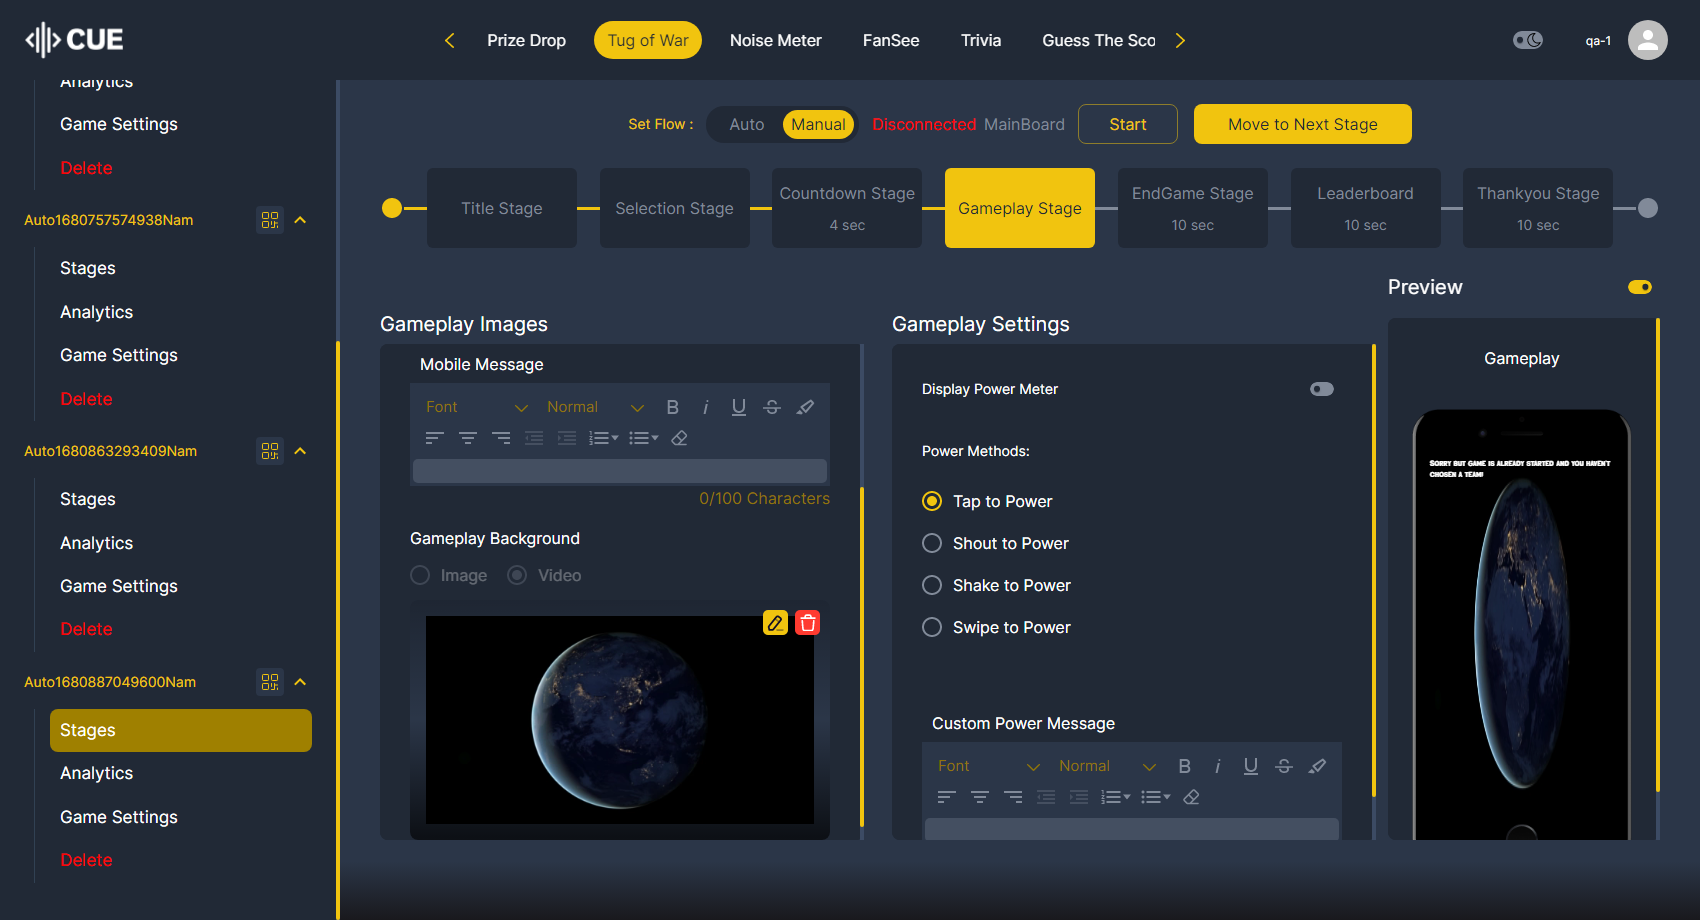 CUE
Prize Drop
Tug of War
Noise Meter
FanSee
Trivia
Guess The Sco
qa-1
Analytics
Game Settings
Delete
Auto1680757574938Nam
Stages
Analytics
Game Settings
Delete
Auto1680863293409Nam
Stages
Analytics
Game Settings
Delete
Auto1680887049600Nam
Stages
Analytics
Game Settings
Delete
Set Flow :
Auto
Manual
Disconnected MainBoard
Start
Move to Next Stage
Title Stage
Selection Stage
Countdown Stage
4 sec
Gameplay Stage
EndGame Stage
10 sec
Leaderboard
10 sec
Thankyou Stage
10 sec
Gameplay Images
Mobile Message
Font
Normal
B
i
U
S
0/100 Characters
Gameplay Background
Image
Video
Gameplay Settings
Display Power Meter
Power Methods:
Tap to Power
Shout to Power
Shake to Power
Swipe to Power
Custom Power Message
Font
Normal
B
i
U
S
Preview
Gameplay
Sorry but game is already started and you haven't
chosen a team!